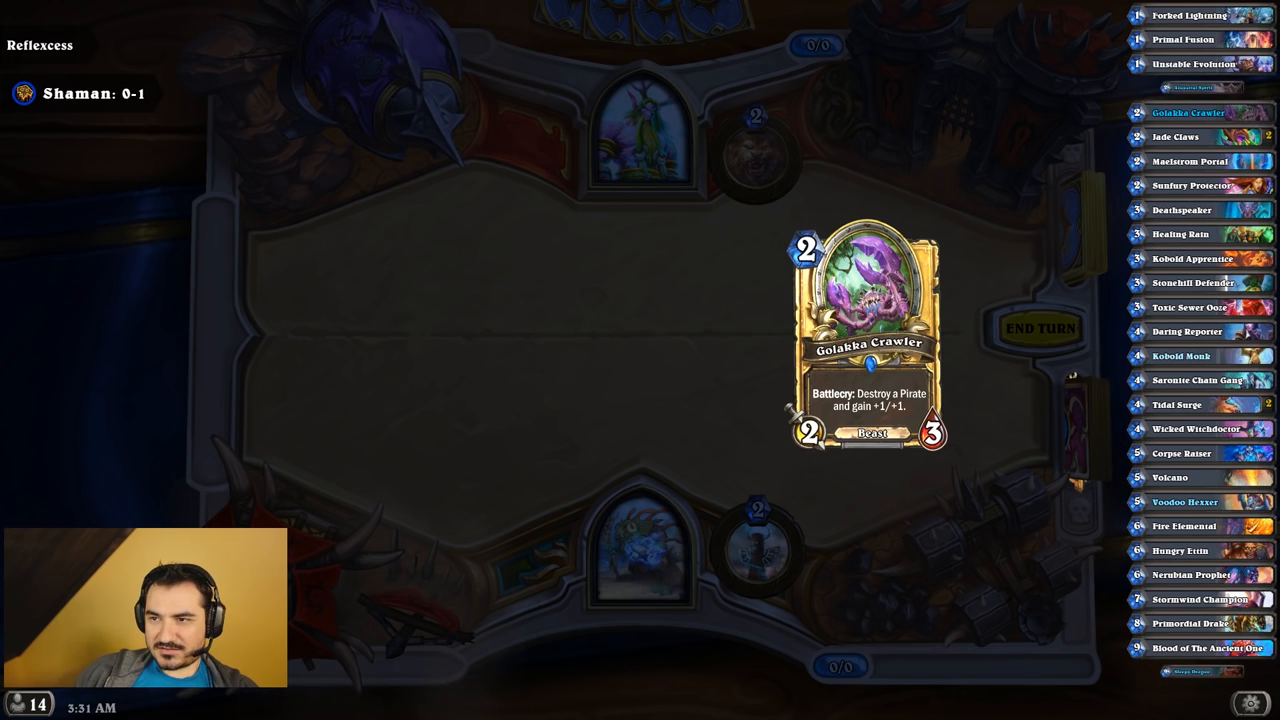 Reflexcess
Shaman: 0-1
0/0
2
2
Golakka Crawler
Battlecry: Destroy a Pirate
and gain +1/+1.
2
Beast
3
END TURN
2
0/0
14
3:31 AM
1 Forked Lightning
1 Primal Fusion
1 Unstable Evolution
2 Golakka Crawler
2 Jade Claws 2
2 Maelstrom Portal
2 Sunfury Protector
3 Deathspeaker
3 Healing Rain
3 Kobold Apprentice
3 Stonehill Defender
3 Toxic Sewer Ooze
4 Daring Reporter
4 Kobold Monk
4 Saronite Chain Gang
4 Tidal Surge 2
4 Wicked Witchdoctor
5 Corpse Raiser
5 Volcano
5 Voodoo Hexxer
6 Fire Elemental
6 Hungry Ettin
6 Nerubian Prophet
7 Stormwind Champion
8 Primordial Drake
9 Blood of The Ancient One